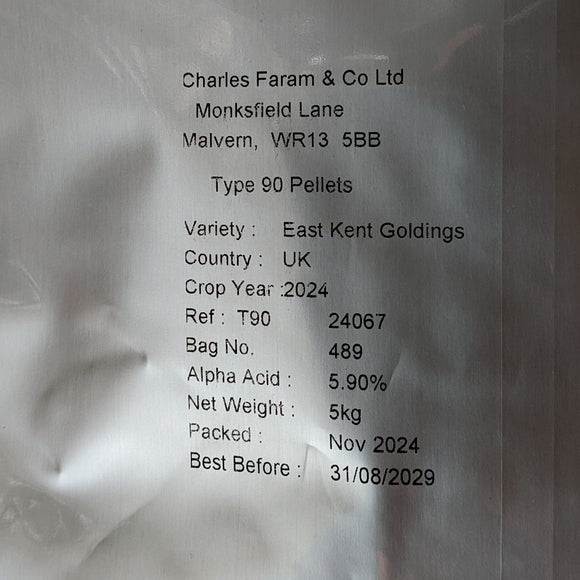 Charles Faram & Co Ltd
Monksfield Lane
Malvern, WR13 5BB
Type 90 Pellets
Variety : East Kent Goldings
Country : UK
Crop Year :2024
Ref : T90 24067
Bag No. 489
Alpha Acid : 5.90%
Net Weight : 5kg
Packed : Nov 2024
Best Before : 31/08/2029